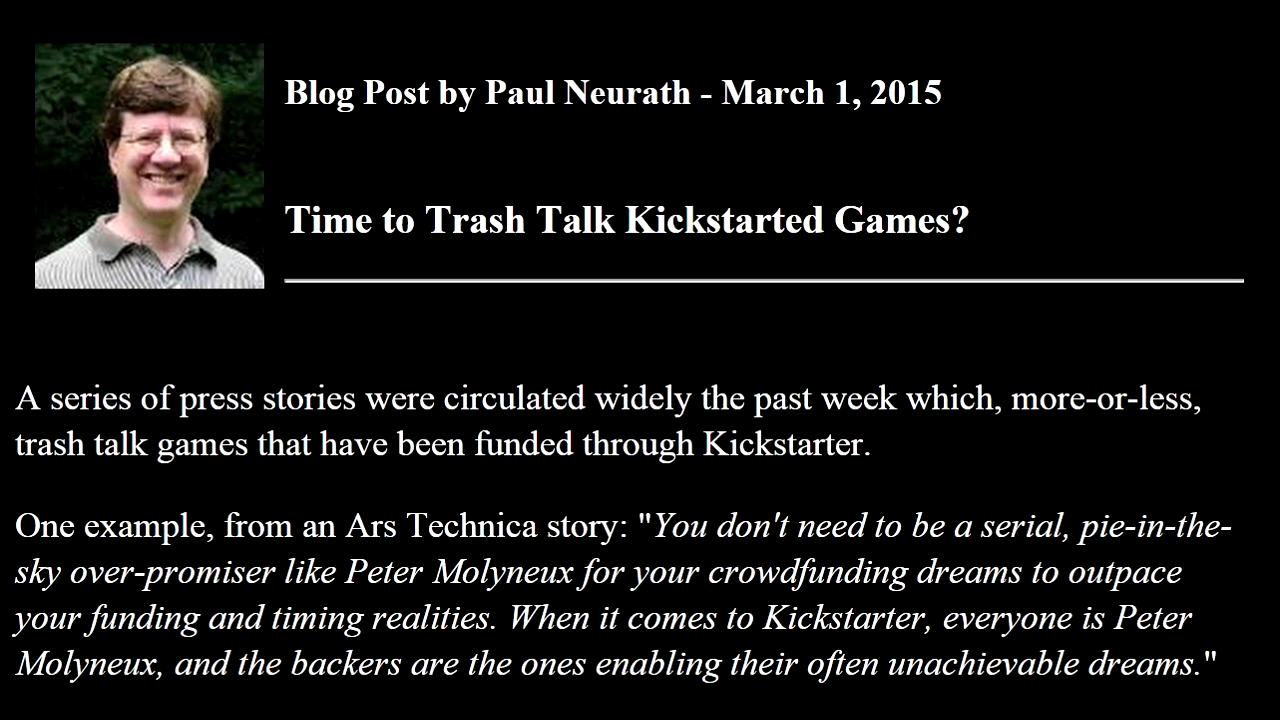 Blog Post by Paul Neurath - March 1, 2015
Time to Trash Talk Kickstarted Games?
A series of press stories were circulated widely the past week which, more-or-less,
trash talk games that have been funded through Kickstarter.
One example, from an Ars Technica story: "You don't need to be a serial, pie-in-the-
sky over-promiser like Peter Molyneux for your crowdfunding dreams to outpace
your funding and timing realities. When it comes to Kickstarter, everyone is Peter
Molyneux, and the backers are the ones enabling their often unachievable dreams."